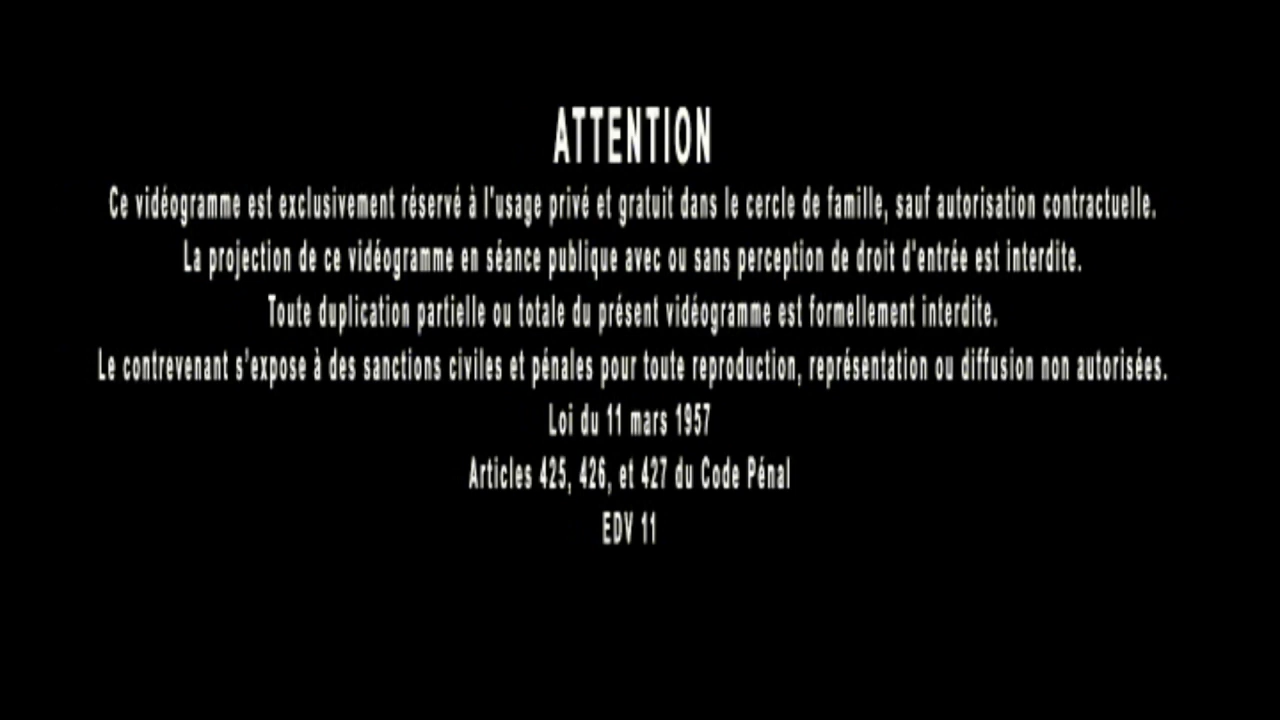 ATTENTION
Ce vidéogramme est exclusivement réservé à l'usage privé et gratuit dans le cercle de famille, sauf autorisation contractuelle.
La projection de ce vidéogramme en séance publique avec ou sans perception de droit d'entrée est interdite.
Toute duplication partielle ou totale du présent vidéogramme est formellement interdite.
Le contrevenant s'expose à des sanctions civiles et pénales pour toute reproduction, représentation ou diffusion non autorisées.
Loi du 11 mars 1957
Articles 425, 426, et 427 du Code Pénal
EDV 11